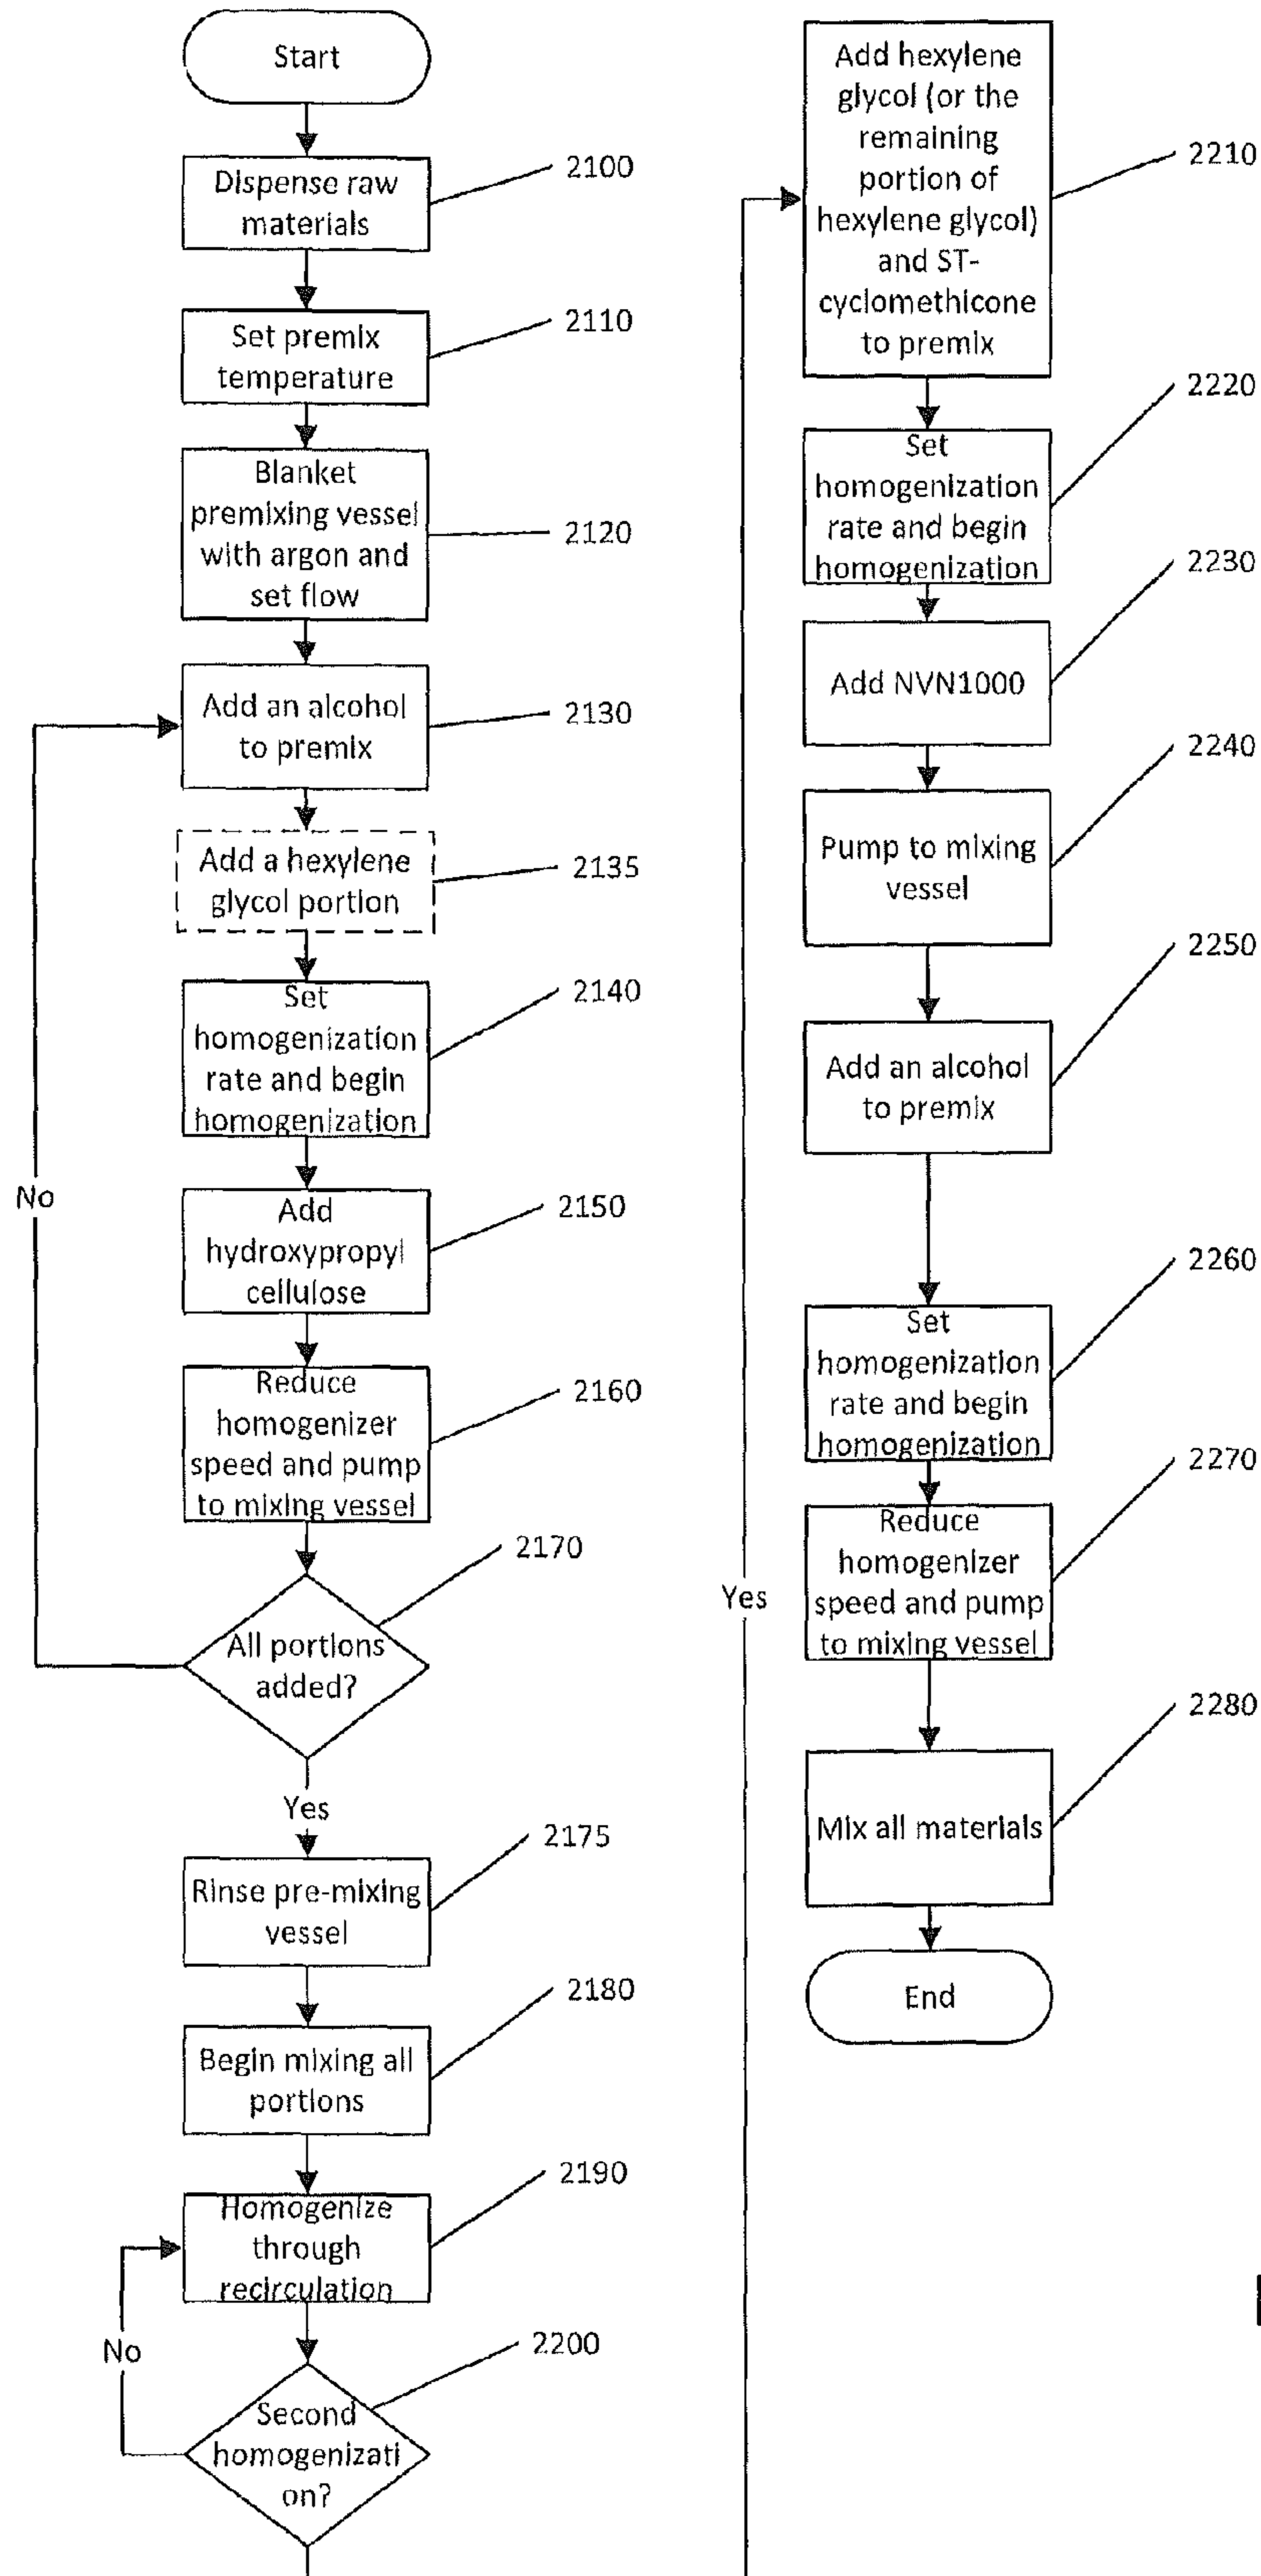 Start
Dispense raw
materials
2100
Set premix
temperature
2110
Blanket
premixing vessel
with argon and
set flow
2120
Add an alcohol
to premix
2130
Add a hexylene
glycol portion
2135
Set
homogenization
rate and begin
homogenization
2140
Add
hydroxypropyl
cellulose
2150
Reduce
homogenizer
speed and pump
to mixing vessel
2160
All portions
added?
2170
No
Yes
Rinse pre-mixing
vessel
2175
Begin mixing all
portions
2180
Homogenize
through
recirculation
2190
Second
homogenizati
on?
2200
No
Yes
Add hexylene
glycol (or the
remaining
portion of
hexylene glycol)
and ST-
cyclomethicone
to premix
2210
Set
homogenization
rate and begin
homogenization
2220
Add NVN1000
2230
Pump to mixing
vessel
2240
Add an alcohol
to premix
2250
Set
homogenization
rate and begin
homogenization
2260
Reduce
homogenizer
speed and pump
to mixing vessel
2270
Mix all materials
2280
End